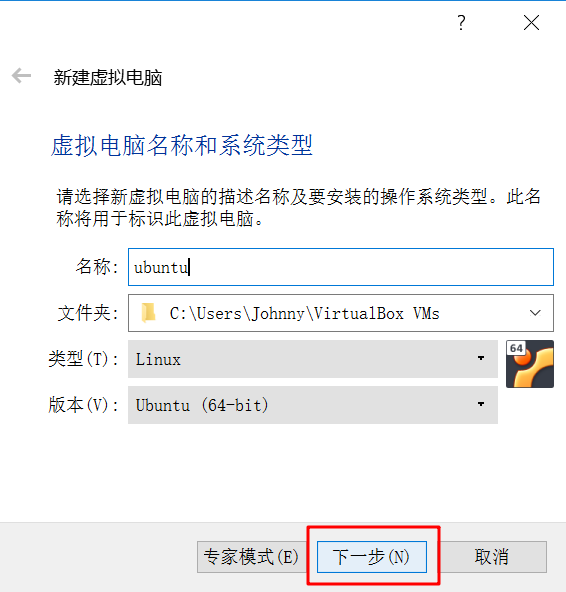 ?
新建虚拟电脑
虚拟电脑名称和系统类型
请选择新虚拟电脑的描述名称及要安装的操作系统类型。此名
称将用于标识此虚拟电脑。
名称: ubuntu
文件夹: C:\Users\Johnny\VirtualBox VMs
类型(T): Linux
64
版本(V): Ubuntu (64-bit)
专家模式(E) 下一步(N) 取消